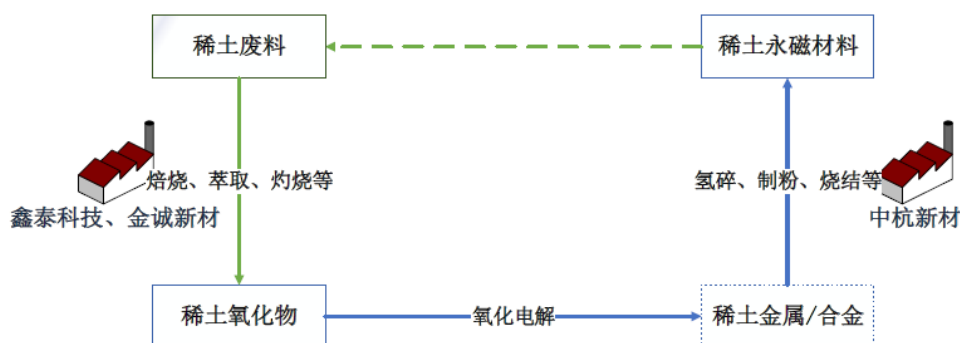 稀土废料
稀土永磁材料
焙烧、萃取、灼烧等
氢碎、制粉、烧结等
鑫泰科技、金诚新材
中杭新材
稀土氧化物
氧化电解
稀土金属/合金